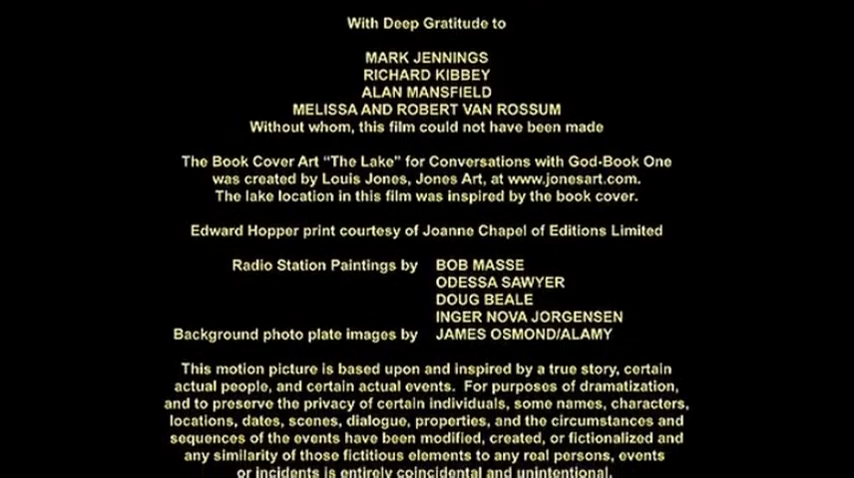 With Deep Gratitude to
MARK JENNINGS
RICHARD KIBBEY
ALAN MANSFIELD
MELISSA AND ROBERT VAN ROSSUM
Without whom, this film could not have been made
The Book Cover Art “The Lake” for Conversations with God-Book One
was created by Louis Jones, Jones Art, at www.jonesart.com.
The lake location in this film was inspired by the book cover.
Edward Hopper print courtesy of Joanne Chapel of Editions Limited
Radio Station Paintings by BOB MASSE
ODESSA SAWYER
DOUG BEALE
INGER NOVA JORGENSEN
Background photo plate images by JAMES OSMOND/ALAMY
This motion picture is based upon and inspired by a true story, certain
actual people, and certain actual events. For purposes of dramatization,
and to preserve the privacy of certain individuals, some names, characters,
locations, dates, scenes, dialogue, properties, and the circumstances and
sequences of the events have been modified, created, or fictionalized and
any similarity of those fictitious elements to any real persons, events
or incidents is entirely coincidental and unintentional.